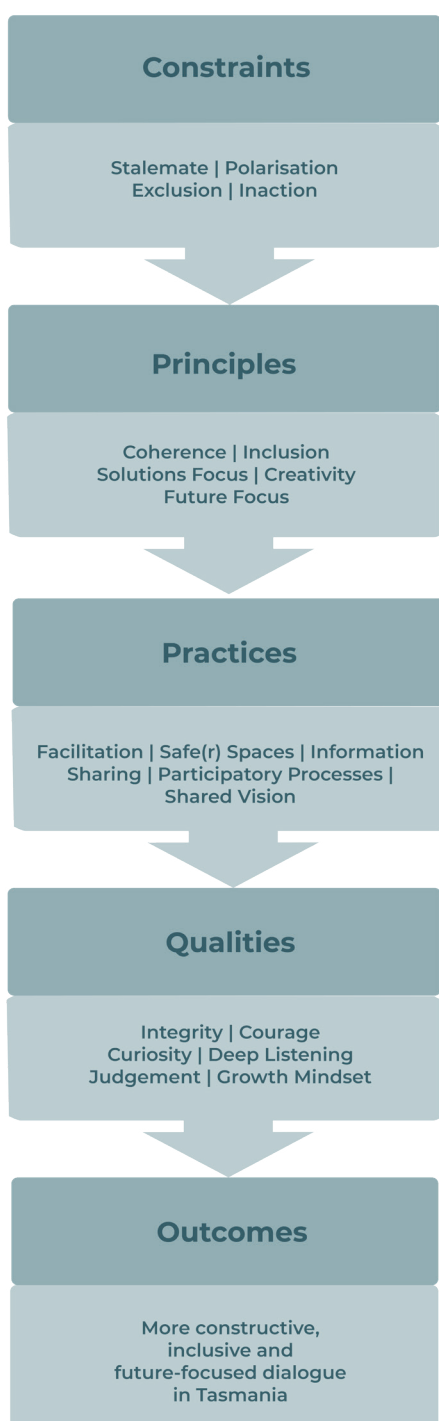 Constraints
Stalemate | Polarisation
Exclusion | Inaction
Principles
Coherence | Inclusion
Solutions Focus | Creativity
Future Focus
Practices
Facilitation | Safe(r) Spaces | Information
Sharing | Participatory Processes |
Shared Vision
Qualities
Integrity | Courage
Curiosity | Deep Listening
Judgement | Growth Mindset
Outcomes
More constructive,
inclusive and
future-focused dialogue
in Tasmania